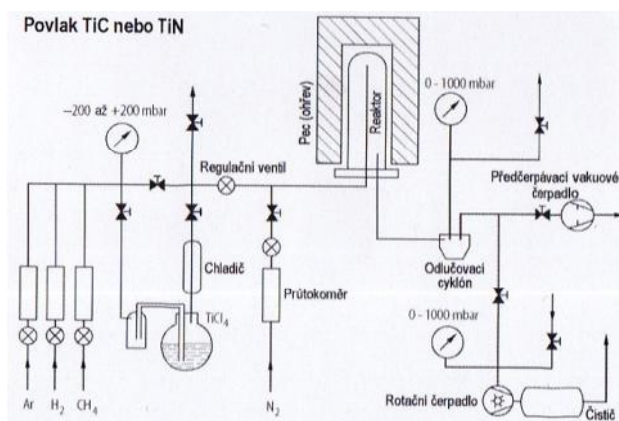 Povlak TiC nebo TiN
–200 až +200 mbar
0 - 1000 mbar
Pec (ohřev)
Reaktor
Regulační ventil
Předčerpávací vakuové
čerpadlo
Chladič
Odlučovací
cyklón
TiCl4
Průtokoměr
0 - 1000 mbar
Ar
H2
CH4
N2
Rotační čerpadlo
Čistič